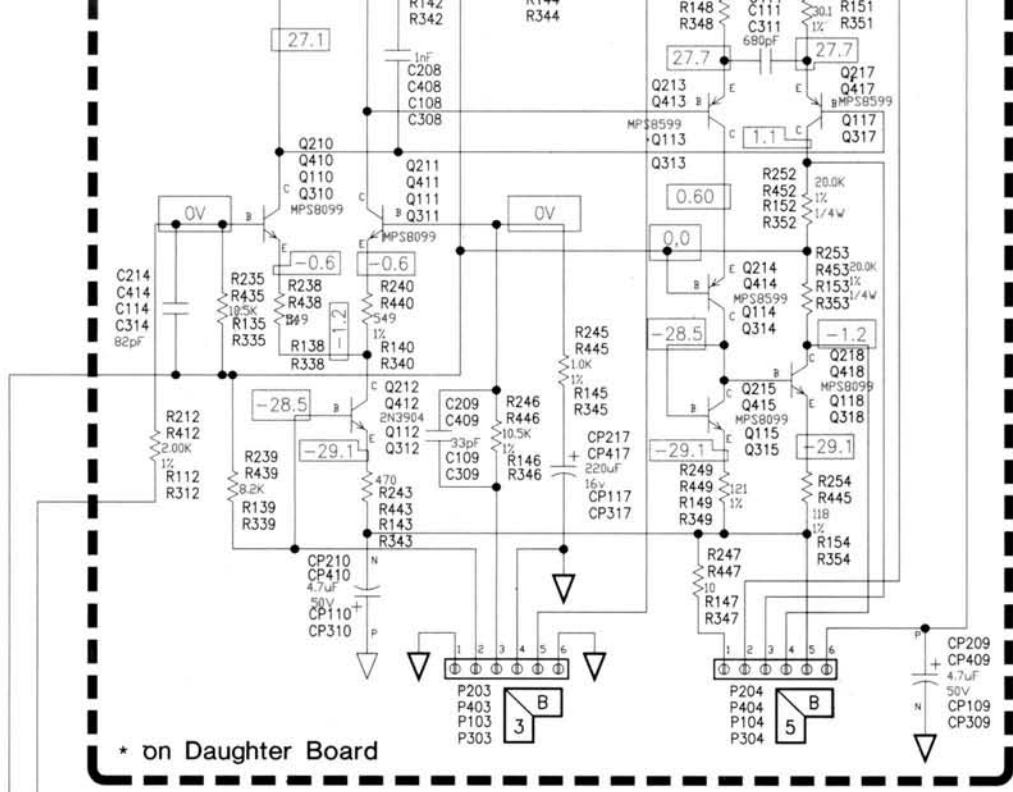 R142
R342
R144
R344
R148
R348
C111
C311
680pF
30.1
1%
R151
R351
27.1
1nF
C208
C408
C108
C308
27.7
27.7
Q213
Q413
MPS8599
Q113
Q313
E
B
C
E
B
C
Q217
Q417
MPS8599
Q117
Q317
1.1
Q210
Q410
Q110
Q310
MPS8099
C
B
E
Q211
Q411
Q111
Q311
MPS8099
C
B
E
R252
R452
R152
R352
20.0K
1%
1/4W
0.60
0V
0V
0,0
-0.6
-0.6
R253
R453
R153
R353
20.0K
1%
1/4W
C214
C414
C114
C314
82pF
R235
R435
10.5K
R135
R335
R238
R438
549
1%
R138
R338
-1.2
R240
R440
549
1%
R140
R340
E
B
C
Q214
Q414
MPS8599
Q114
Q314
-28.5
-1.2
R245
R445
1.0K
1%
R145
R345
C
B
E
Q218
Q418
MPS8099
Q118
Q318
-28.5
C
B
E
Q212
Q412
2N3904
Q112
Q312
C209
C409
33pF
C109
C309
R246
R446
10.5K
1%
R146
R346
C
B
E
Q215
Q415
MPS8099
Q115
Q315
R212
R412
2.00K
1%
R112
R312
-29.1
-29.1
-29.1
CP217
CP417
+
220uF
16v
CP117
CP317
R239
R439
8.2K
R139
R339
470
R243
R443
R143
R343
R249
R449
R149
R349
121
1%
R254
R445
118
1%
R154
R354
CP210
CP410
4.7uF
50V
+
CP110
CP310
N
P
R247
R447
10
R147
R347
1 2 3 4 5 6
P203
P403
P103
P303
B
3
1 2 3 4 5 6
P204
P404
P104
P304
B
5
P
+
N
CP209
CP409
4.7uF
50V
CP109
CP309
* on Daughter Board